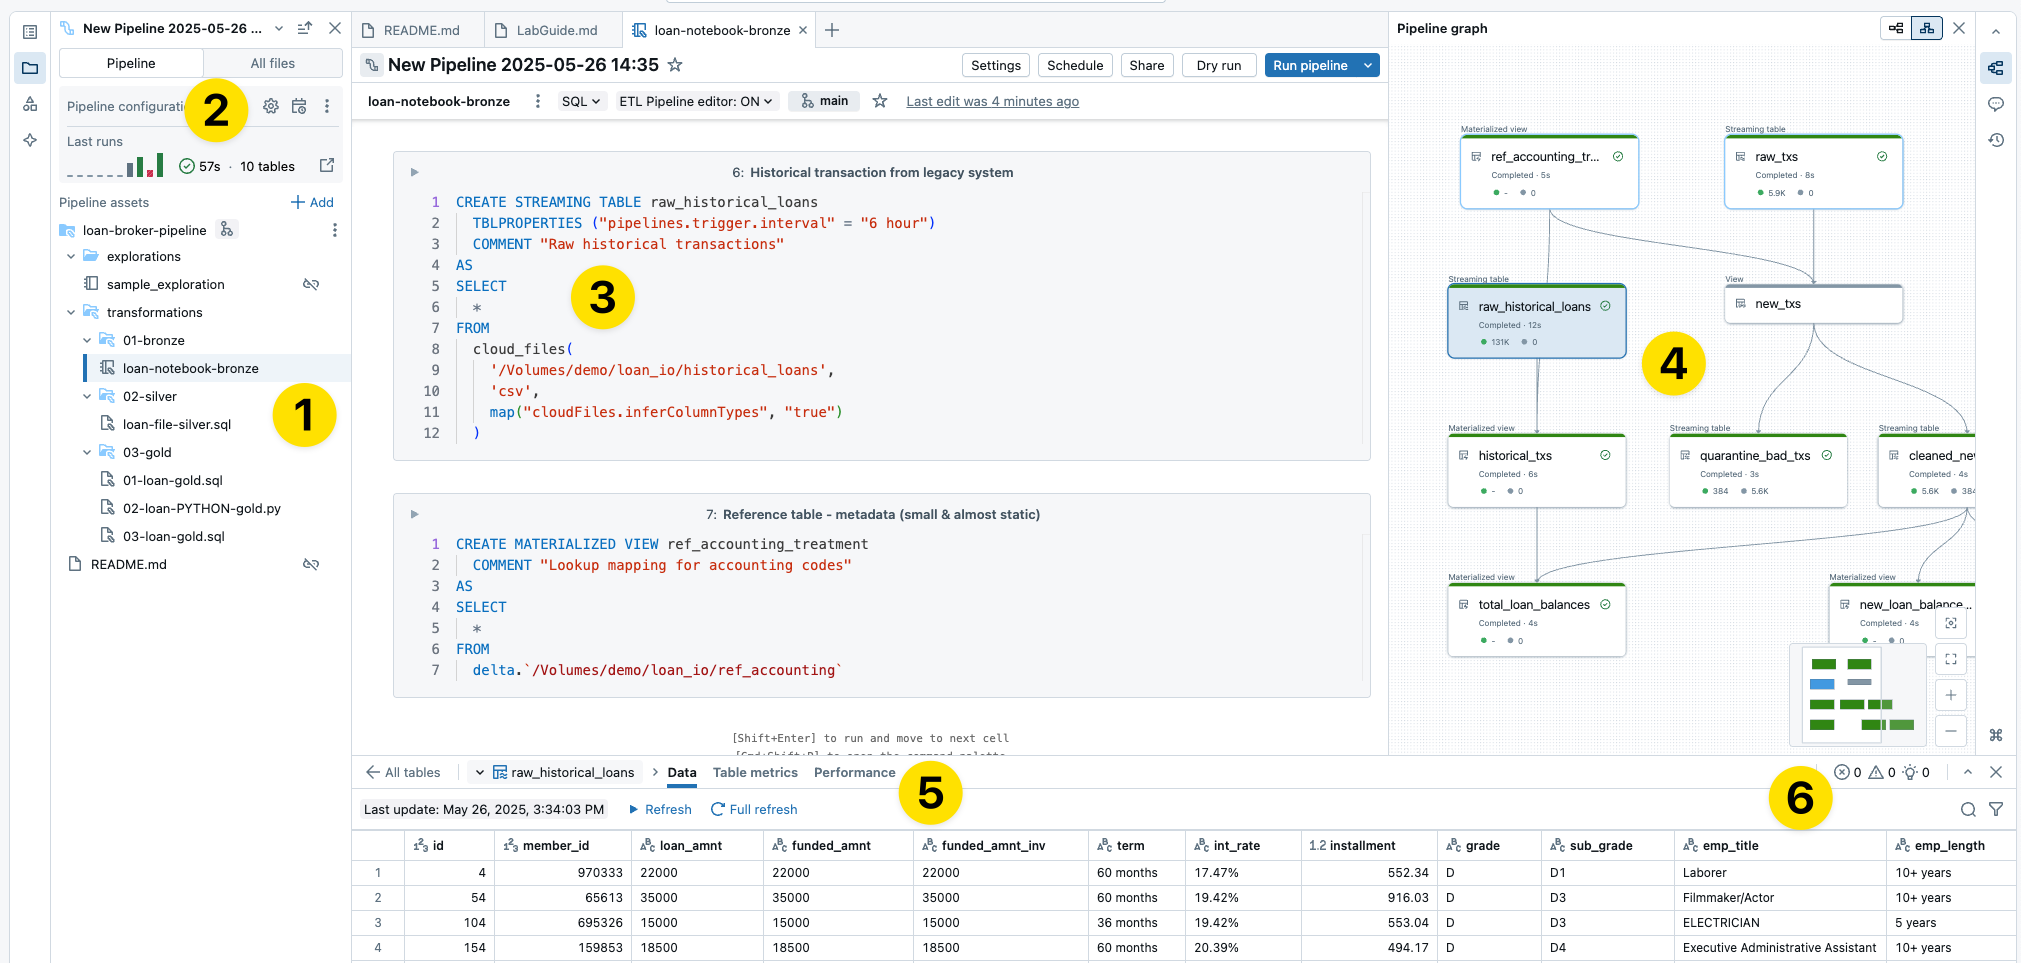 New Pipeline 2025-05-26 ...
Pipeline
All files
Pipeline configurati
2
Last runs
57s · 10 tables
Pipeline assets
Add
loan-broker-pipeline
explorations
sample_exploration
transformations
01-bronze
loan-notebook-bronze
02-silver
1
loan-file-silver.sql
03-gold
01-loan-gold.sql
02-loan-PYTHON-gold.py
03-loan-gold.sql
README.md
README.md
LabGuide.md
loan-notebook-bronze
New Pipeline 2025-05-26 14:35
Settings
Schedule
Share
Dry run
Run pipeline
loan-notebook-bronze
SQL
ETL Pipeline editor: ON
main
Last edit was 4 minutes ago
6: Historical transaction from legacy system
1 CREATE STREAMING TABLE raw_historical_loans
2 TBLPROPERTIES ("pipelines.trigger.interval" = "6 hour")
3 COMMENT "Raw historical transactions"
4 AS
5 SELECT
6 *
7 FROM
8 cloud_files(
9 '/Volumes/demo/loan_io/historical_loans',
10 'csv',
11 map("cloudFiles.inferColumnTypes", "true")
12 )
3
7: Reference table - metadata (small & almost static)
1 CREATE MATERIALIZED VIEW ref_accounting_treatment
2 COMMENT "Lookup mapping for accounting codes"
3 AS
4 SELECT
5 *
6 FROM
7 delta.`/Volumes/demo/loan_io/ref_accounting`
[Shift+Enter] to run and move to next cell
Pipeline graph
Materialized view
ref_accounting_tr...
Completed · 5s
- 0
Streaming table
raw_txs
Completed · 8s
5.9K 0
Streaming table
raw_historical_loans
Completed · 12s
131K 0
View
new_txs
4
Materialized view
historical_txs
Completed · 6s
- 0
Streaming table
quarantine_bad_txs
Completed · 3s
384 5.6K
Streaming table
cleaned_ne
Completed · 4s
5.6K 384
Materialized view
total_loan_balances
Completed · 4s
- 0
Materialized view
new_loan_balance...
Completed · 4s
- 0
All tables
raw_historical_loans
Data
Table metrics
Performance
5
6
0 0 0
Last update: May 26, 2025, 3:34:03 PM
Refresh
Full refresh
id member_id loan_amnt funded_amnt funded_amnt_inv term int_rate 1.2 installment grade sub_grade emp_title emp_length
1 4 970333 22000 22000 22000 60 months 17.47% 552.34 D D1 Laborer 10+ years
2 54 65613 35000 35000 35000 60 months 19.42% 916.03 D D3 Filmmaker/Actor 10+ years
3 104 695326 15000 15000 15000 36 months 19.42% 553.04 D D3 ELECTRICIAN 5 years
4 154 159853 18500 18500 18500 60 months 20.39% 494.17 D D4 Executive Administrative Assistant 10+ years